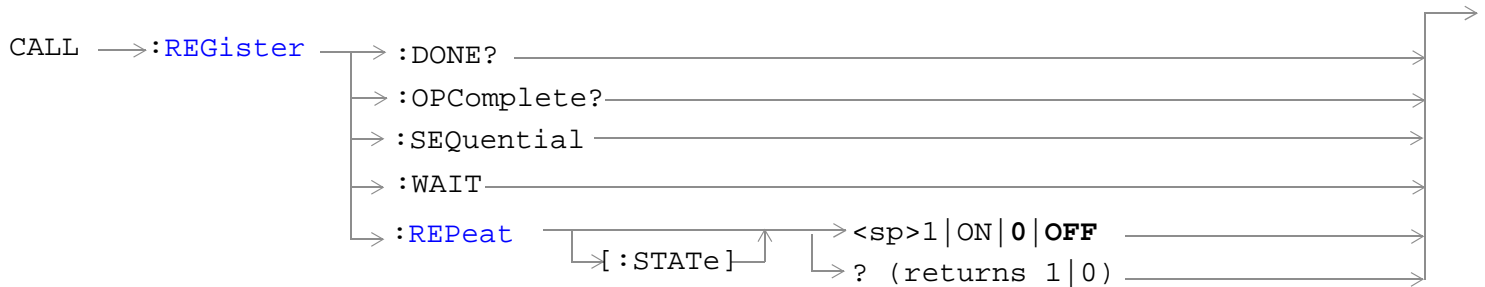 CALL :REGister :DONE?
:OPComplete?
:SEQuential
:WAIT
:REPeat <sp>1|ON|0|OFF
[:STATe] ? (returns 1|0)